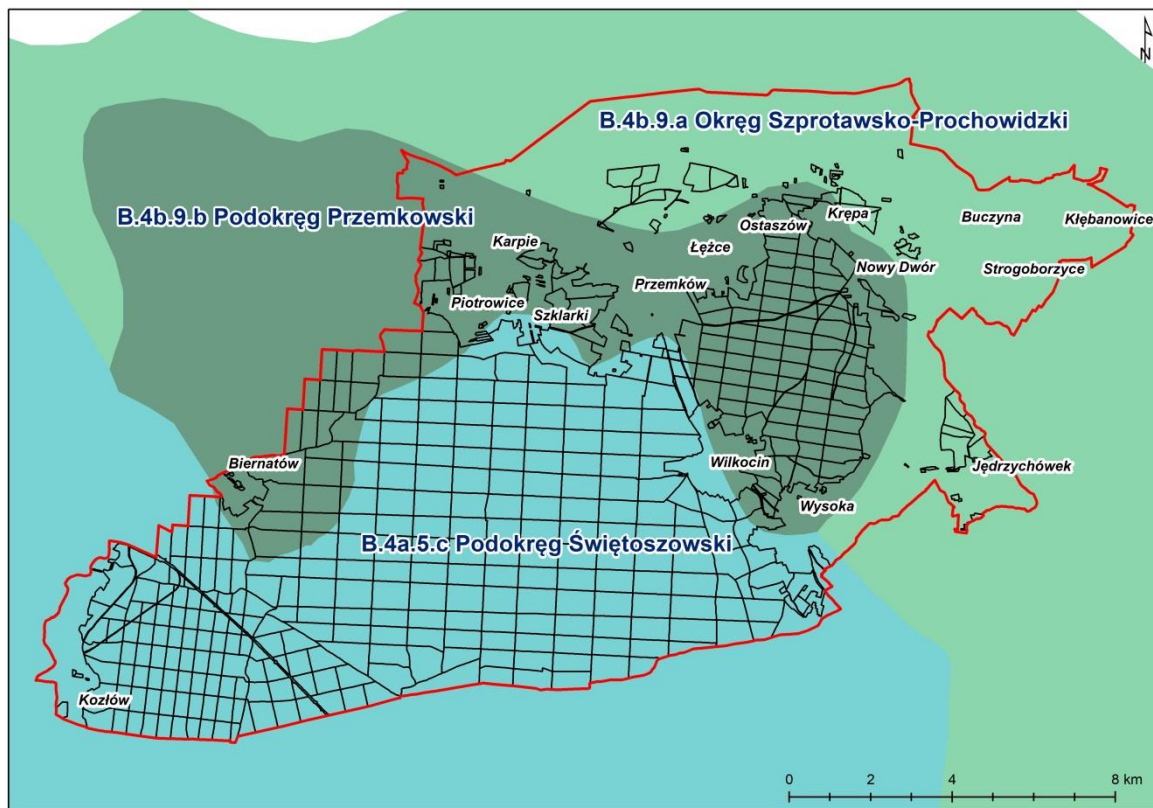 N
B.4b.9.a Okręg Szprotawsko-Prochowidzki
B.4b.9.b Podokręg Przemkowski
Krępa
Buczyna
Kłębanowice
Ostaszów
Karpie
Łężce
Nowy Dwór
Strogoborzyce
Przemków
Piotrowice
Szklarki
Biernatów
Wilkocin
Jędrzychówek
Wysoka
B.4a.5.c Podokręg Świętoszowski
Kozłów
0 2 4 8 km